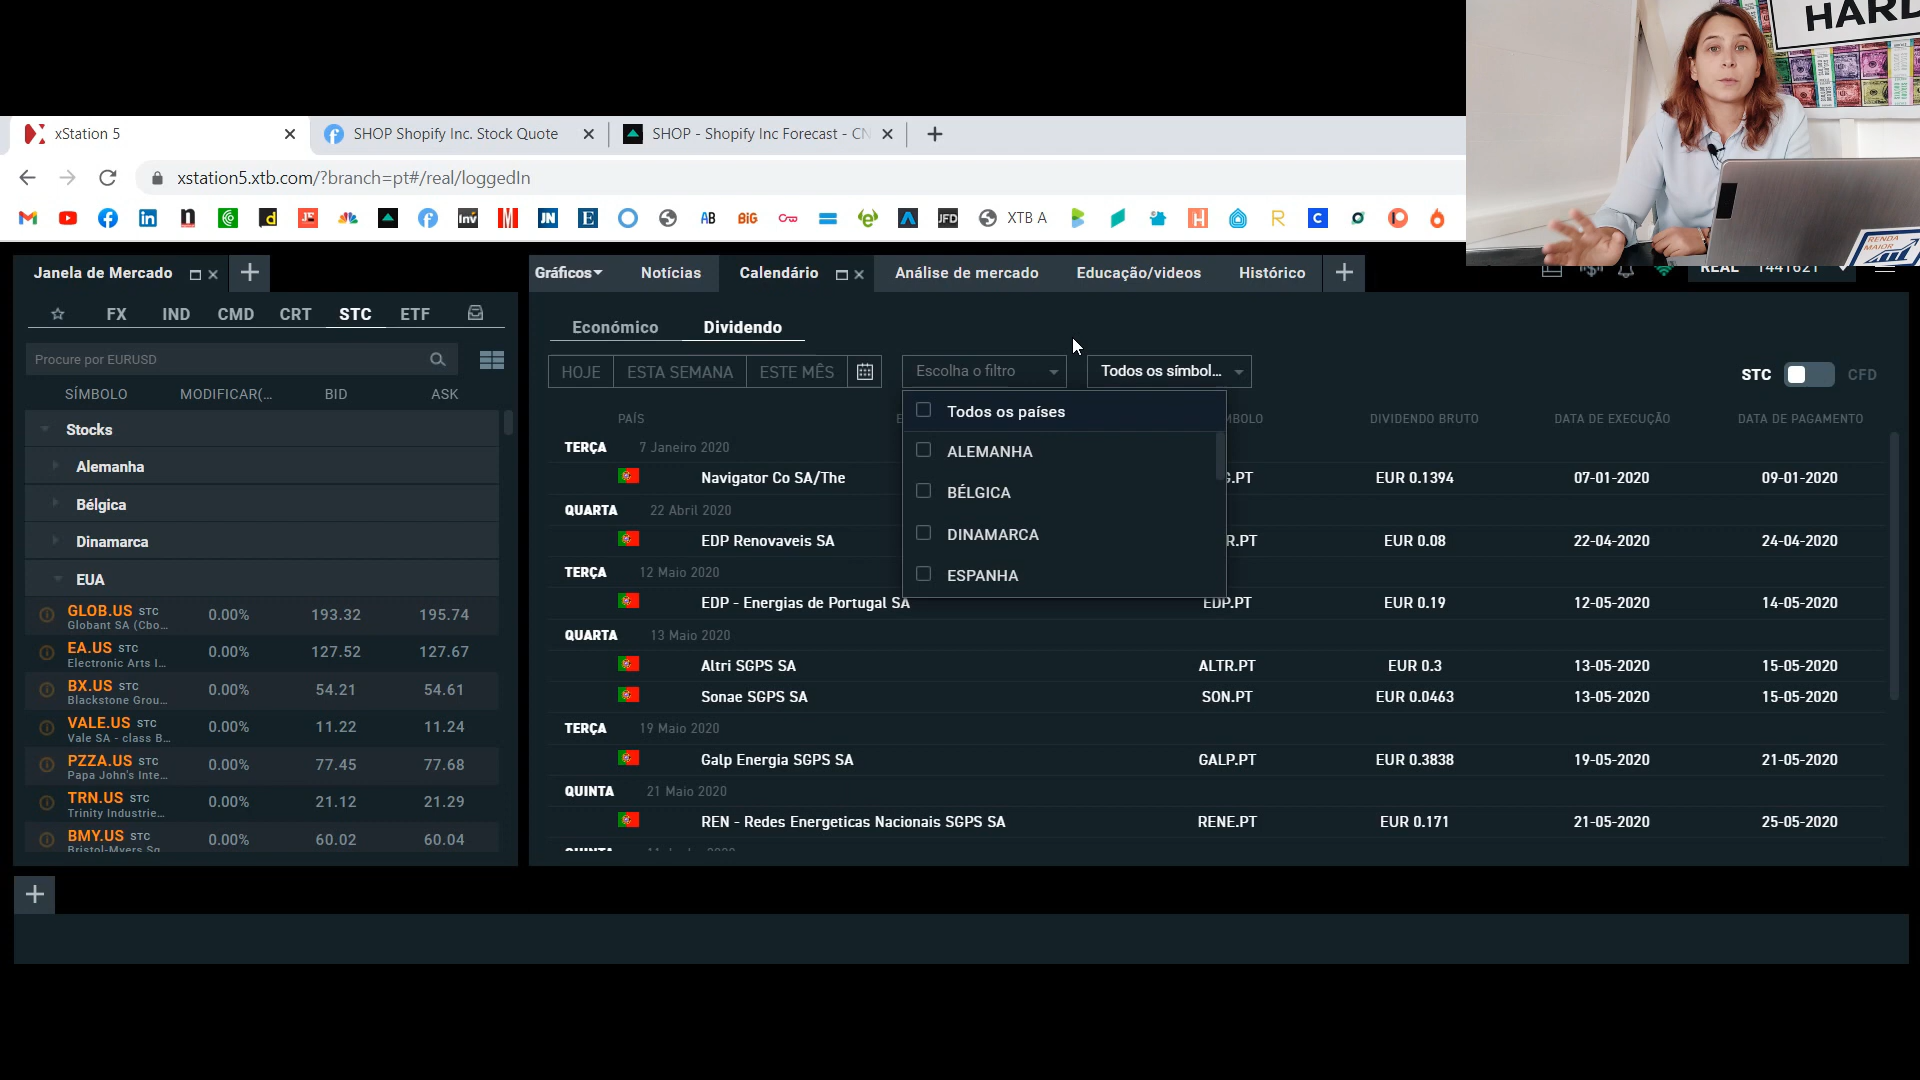 HARD
RENDA
MAIOR
xStation 5
SHOP Shopify Inc. Stock Quote
SHOP - Shopify Inc Forecast - CN
xstation5.xtb.com/?branch=pt#/real/loggedIn
XTB A
Janela de Mercado
Gráficos
Notícias
Calendário
Análise de mercado
Educação/videos
Histórico
REAL 1441621
FX IND CMD CRT STC ETF
Procure por EURUSD
SÍMBOLO MODIFICAR(... BID ASK
Stocks
Alemanha
Bélgica
Dinamarca
EUA
GLOB.US STC 0.00% 193.32 195.74
Globant SA (Cbo...
EA.US STC 0.00% 127.52 127.67
Electronic Arts I...
BX.US STC 0.00% 54.21 54.61
Blackstone Grou...
VALE.US STC 0.00% 11.22 11.24
Vale SA - class B...
PZZA.US STC 0.00% 77.45 77.68
Papa John's Inte...
TRN.US STC 0.00% 21.12 21.29
Trinity Industrie...
BMY.US STC 0.00% 60.02 60.04
Bristol-Myers Sq
Económico Dividendo
HOJE ESTA SEMANA ESTE MÊS
Escolha o filtro
Todos os símbol...
STC CFD
Todos os países
ALEMANHA
BÉLGICA
DINAMARCA
ESPANHA
PAÍS DIVIDENDO BRUTO DATA DE EXECUÇÃO DATA DE PAGAMENTO
TERÇA 7 Janeiro 2020
Navigator Co SA/The .PT EUR 0.1394 07-01-2020 09-01-2020
QUARTA 22 Abril 2020
EDP Renovaveis SA R.PT EUR 0.08 22-04-2020 24-04-2020
TERÇA 12 Maio 2020
EDP - Energias de Portugal SA EDP.PT EUR 0.19 12-05-2020 14-05-2020
QUARTA 13 Maio 2020
Altri SGPS SA ALTR.PT EUR 0.3 13-05-2020 15-05-2020
Sonae SGPS SA SON.PT EUR 0.0463 13-05-2020 15-05-2020
TERÇA 19 Maio 2020
Galp Energia SGPS SA GALP.PT EUR 0.3838 19-05-2020 21-05-2020
QUINTA 21 Maio 2020
REN - Redes Energeticas Nacionais SGPS SA RENE.PT EUR 0.171 21-05-2020 25-05-2020